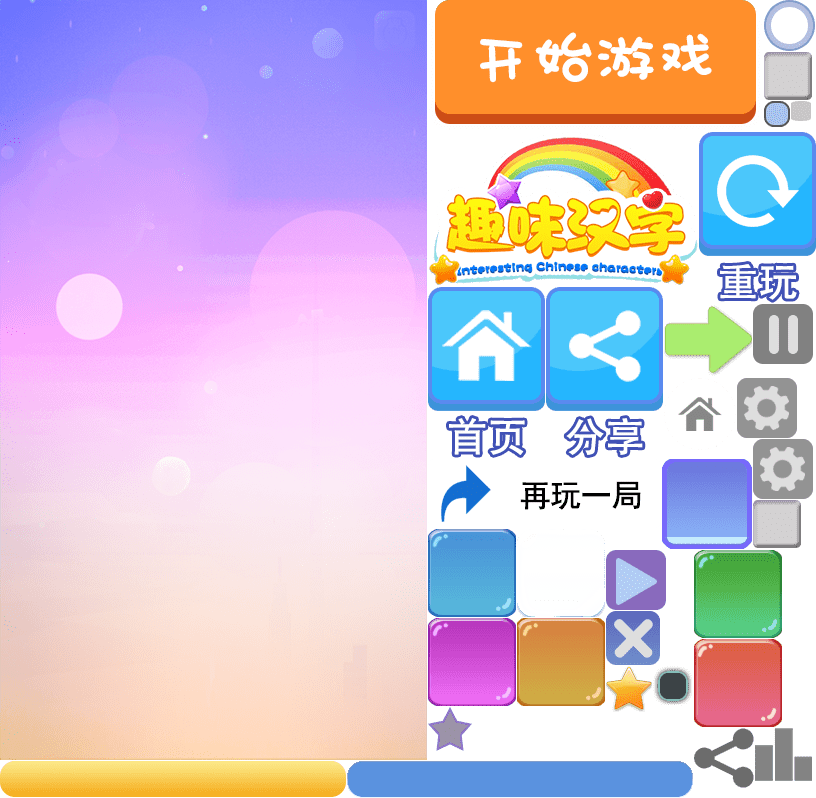 开始游戏
趣味汉字
Interesting Chinese characters
重玩
首页
分享
再玩一局